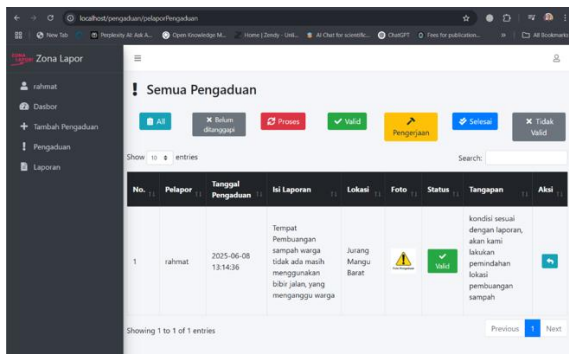 localhost/pengaduan/pelaporPengaduan
New Tab
Perplexity AI: Ask A...
Open Knowledge M...
Home | Zendy - Unli...
AI Chat for scientific...
ChatGPT
Fees for publication...
All Bookmarks
Zona Lapor
rahmat
Dasbor
Tambah Pengaduan
Pengaduan
Laporan
Semua Pengaduan
All
Belum ditanggapi
Proses
Valid
Pengerjaan
Selesai
Tidak Valid
Show 10 entries
Search:
No. Pelapor Tanggal Pengaduan Isi Laporan Lokasi Foto Status Tangapan Aksi
1
rahmat
2025-06-08
13:14:36
Tempat
Pembuangan
sampah warga
tidak ada masih
menggunakan
bibir jalan, yang
menganggu warga
Jurang
Mangu
Barat
Valid
kondisi sesuai
dengan laporan,
akan kami
lakukan
pemindahan
lokasi
pembuangan
sampah
Showing 1 to 1 of 1 entries
Previous 1 Next